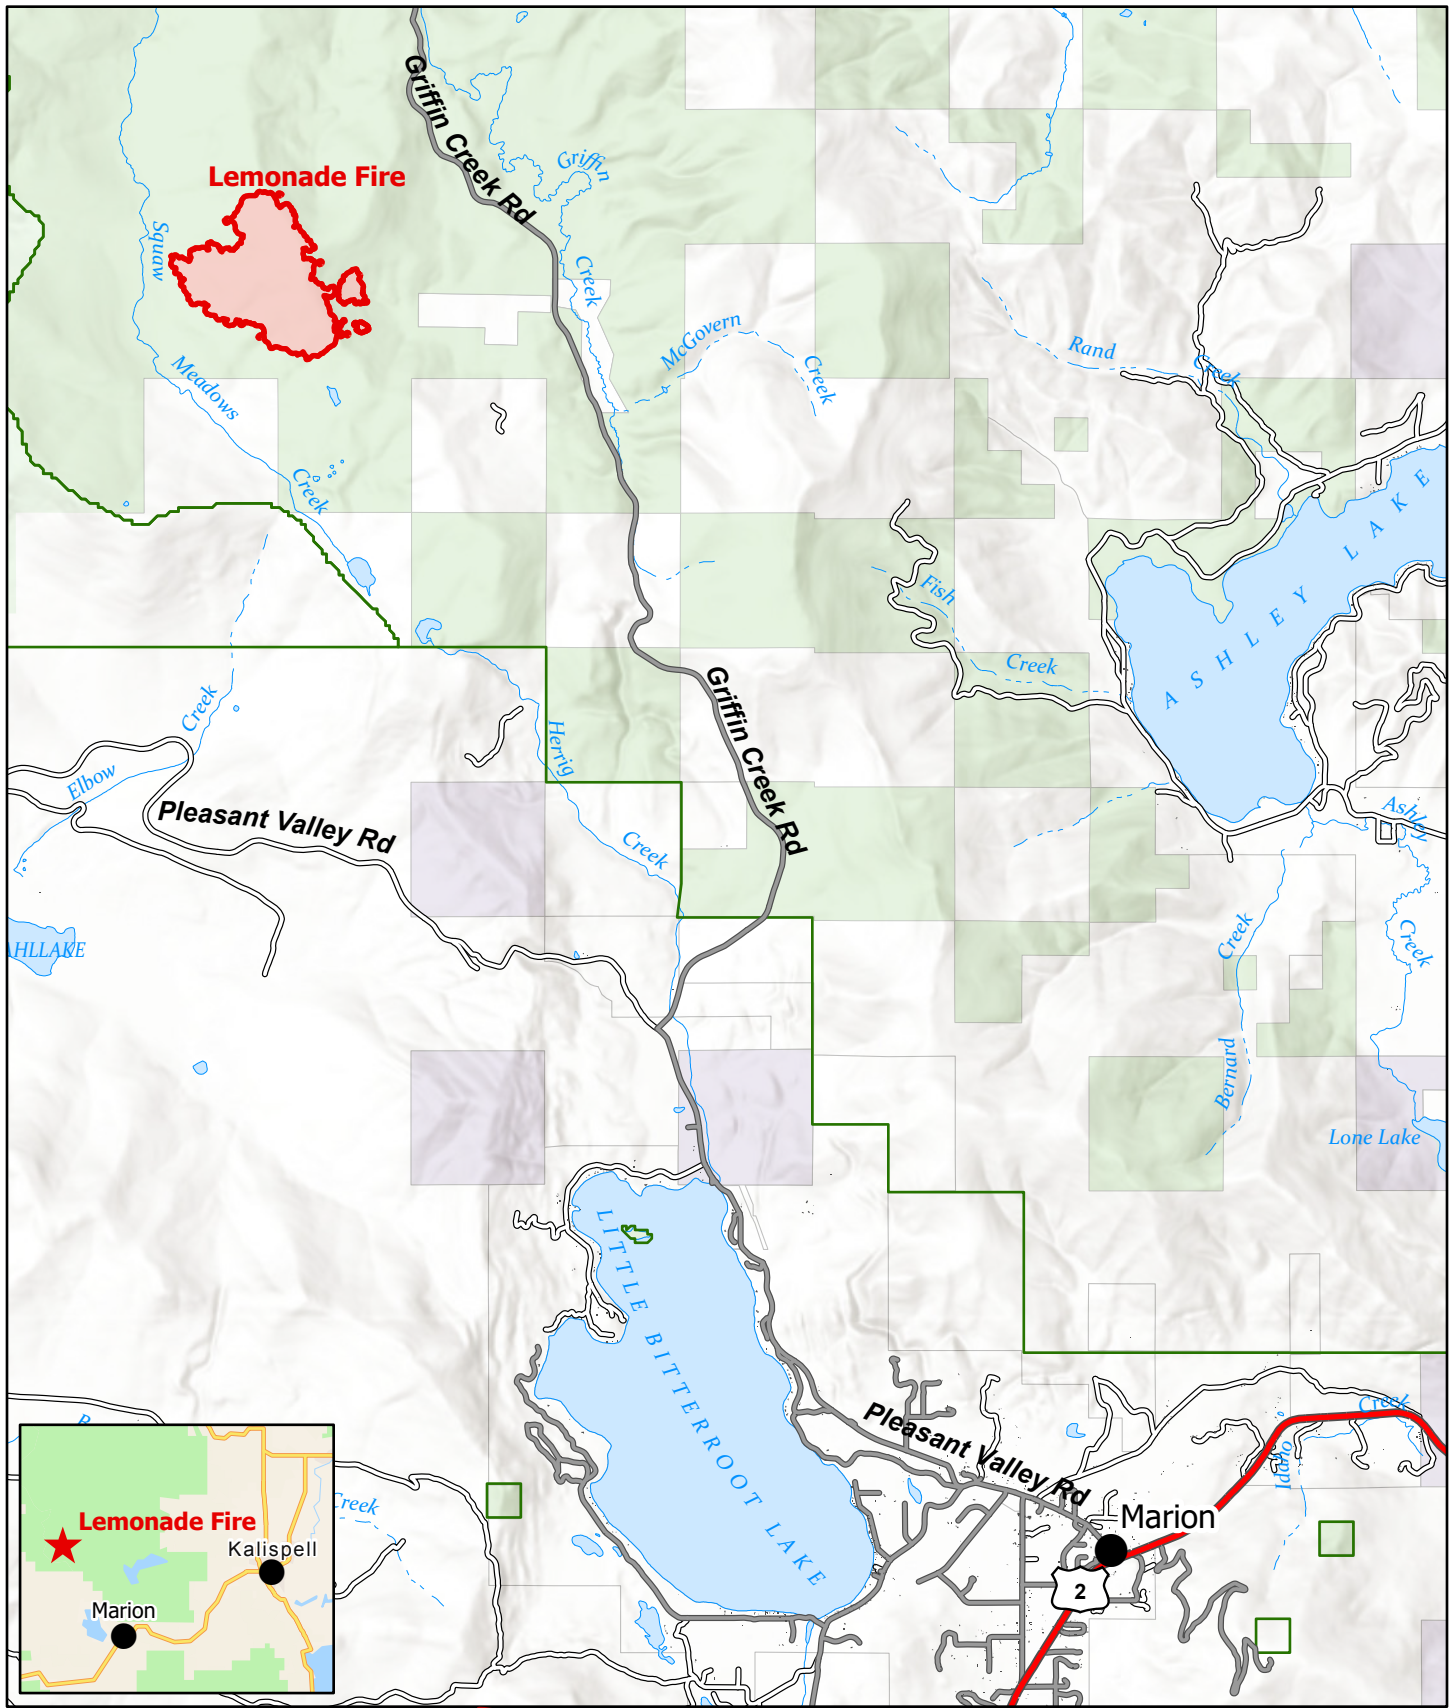 Griffin Creek Rd
Griffin
Creek
Lemonade Fire
Squaw
Meadows
Creek
McGovern
Creek
Rand
Creek
ASHLEY LAKE
Fish
Creek
Griffin Creek Rd
Herrig
Creek
Elbow
Creek
Pleasant Valley Rd
Ashley
Creek
AHLLAKE
Creek
Bernard
Lone Lake
LITTLE BITTERROOT LAKE
Pleasant Valley Rd
Creek
Idaho
Marion
2
Creek
Lemonade Fire
Kalispell
Marion